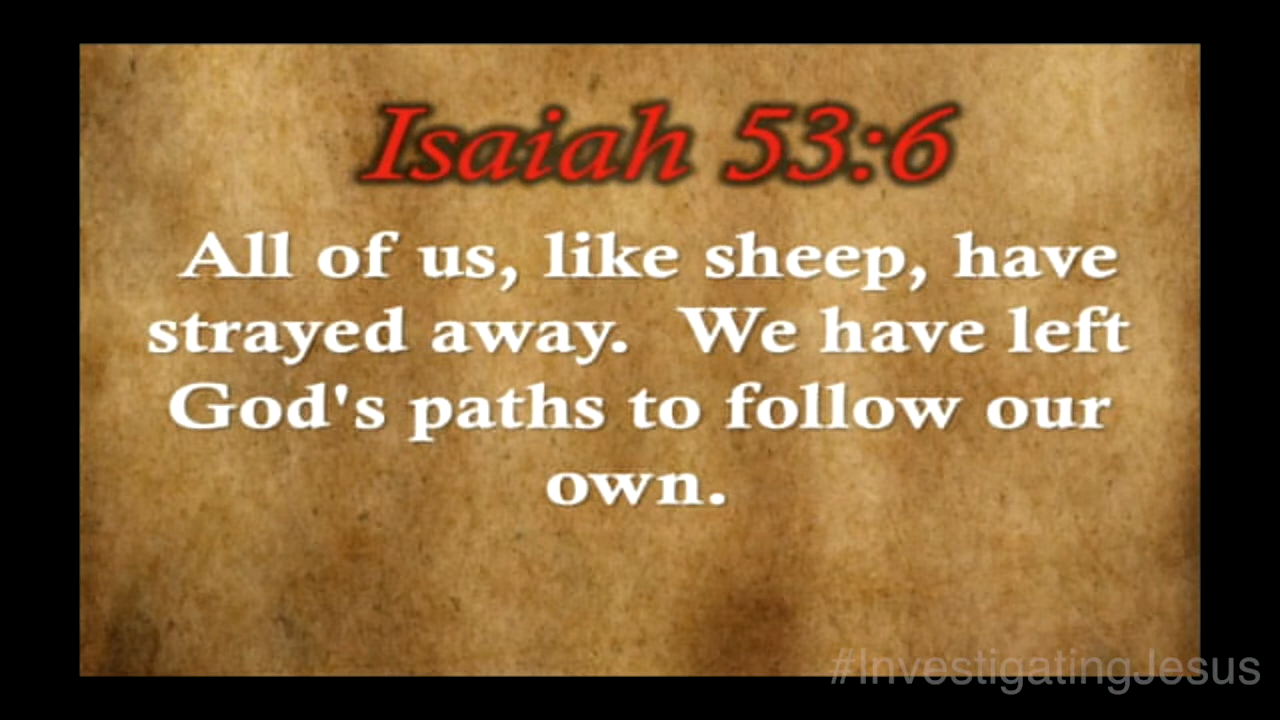 Isaiah 53:6
All of us, like sheep, have
strayed away.  We have left
God's paths to follow our
own.
#InvestigatingJesus